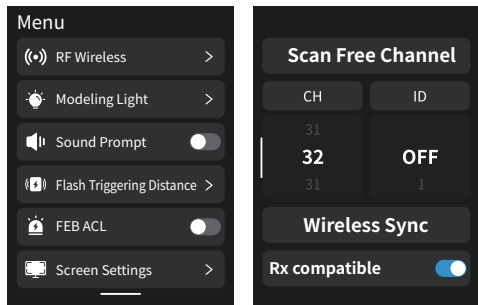 Menu
RF Wireless
Modeling Light
Sound Prompt
Flash Triggering Distance
FEB ACL
Screen Settings
Scan Free Channel
CH ID
31
32 OFF
31 1
Wireless Sync
Rx compatible